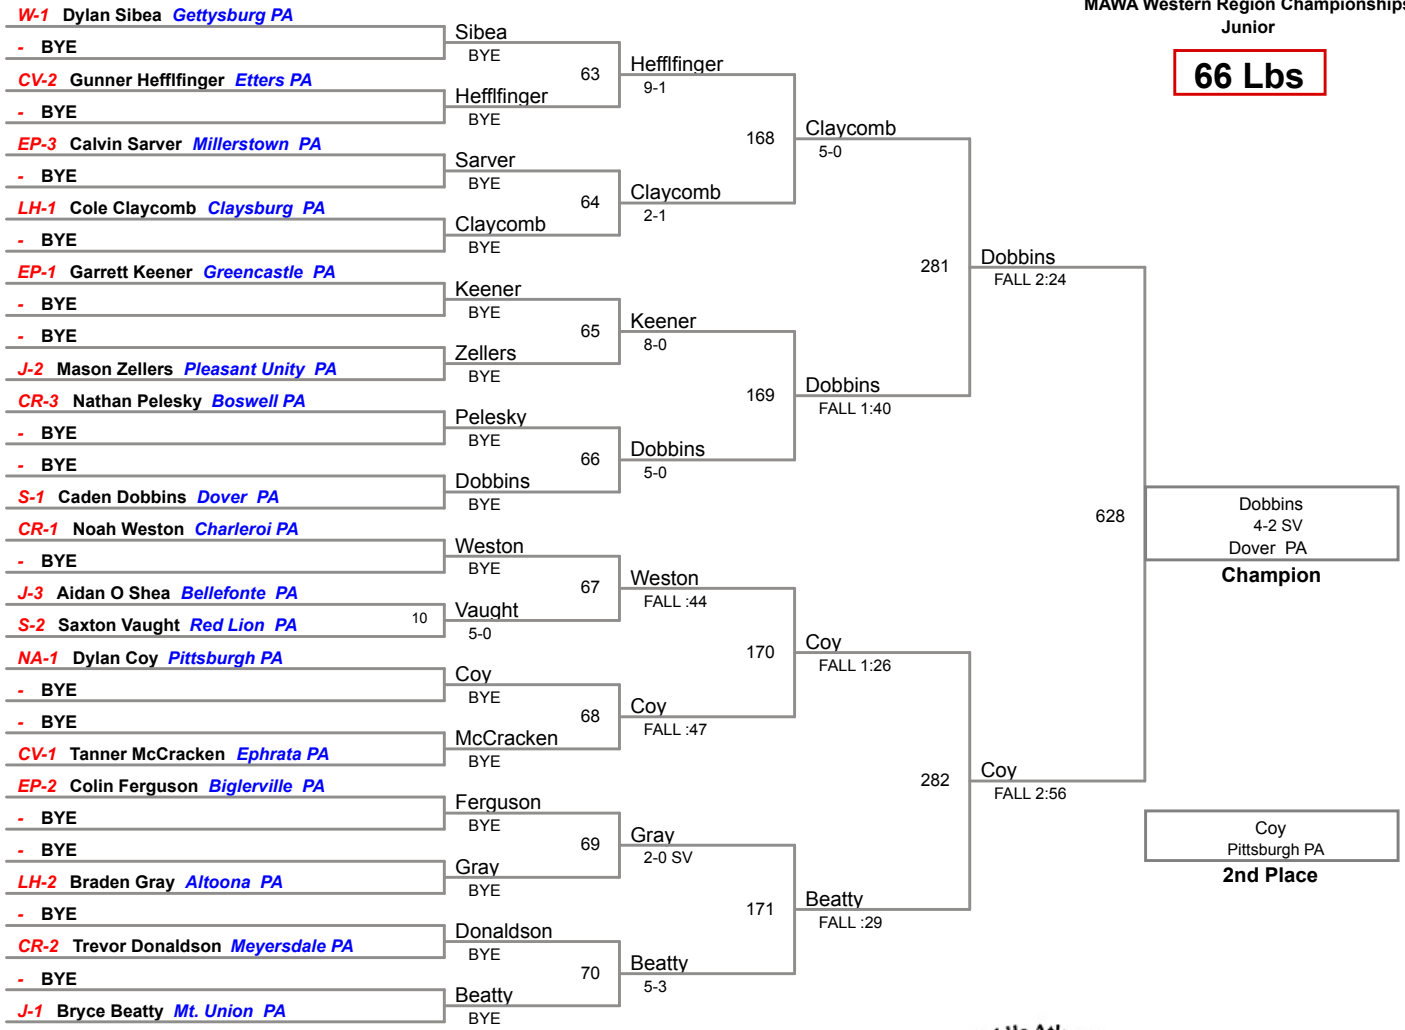 MAWA Western Region Championships
Junior
66 Lbs
W-1 Dylan Sibea Gettysburg PA
- BYE
CV-2 Gunner Hefflfinger Etters PA
- BYE
EP-3 Calvin Sarver Millerstown PA
- BYE
LH-1 Cole Claycomb Claysburg PA
- BYE
EP-1 Garrett Keener Greencastle PA
- BYE
- BYE
J-2 Mason Zellers Pleasant Unity PA
CR-3 Nathan Pelesky Boswell PA
- BYE
- BYE
S-1 Caden Dobbins Dover PA
CR-1 Noah Weston Charleroi PA
- BYE
J-3 Aidan O Shea Bellefonte PA
S-2 Saxton Vaught Red Lion PA
NA-1 Dylan Coy Pittsburgh PA
- BYE
- BYE
CV-1 Tanner McCracken Ephrata PA
EP-2 Colin Ferguson Biglerville PA
- BYE
- BYE
LH-2 Braden Gray Altoona PA
- BYE
CR-2 Trevor Donaldson Meyersdale PA
- BYE
J-1 Bryce Beatty Mt. Union PA
10
Sibea
BYE
Hefflfinger
BYE
Sarver
BYE
Claycomb
BYE
Keener
BYE
Zellers
BYE
Pelesky
BYE
Dobbins
BYE
Weston
BYE
Vaught
5-0
Coy
BYE
McCracken
BYE
Ferguson
BYE
Gray
BYE
Donaldson
BYE
Beatty
BYE
63
64
65
66
67
68
69
70
Hefflfinger
9-1
Claycomb
2-1
Keener
8-0
Dobbins
5-0
Weston
FALL :44
Coy
FALL :47
Gray
2-0 SV
Beatty
5-3
168
169
170
171
Claycomb
5-0
Dobbins
FALL 1:40
Coy
FALL 1:26
Beatty
FALL :29
281
282
Dobbins
FALL 2:24
Coy
FALL 2:56
628
Dobbins
4-2 SV
Dover PA
Champion
Coy
Pittsburgh PA
2nd Place